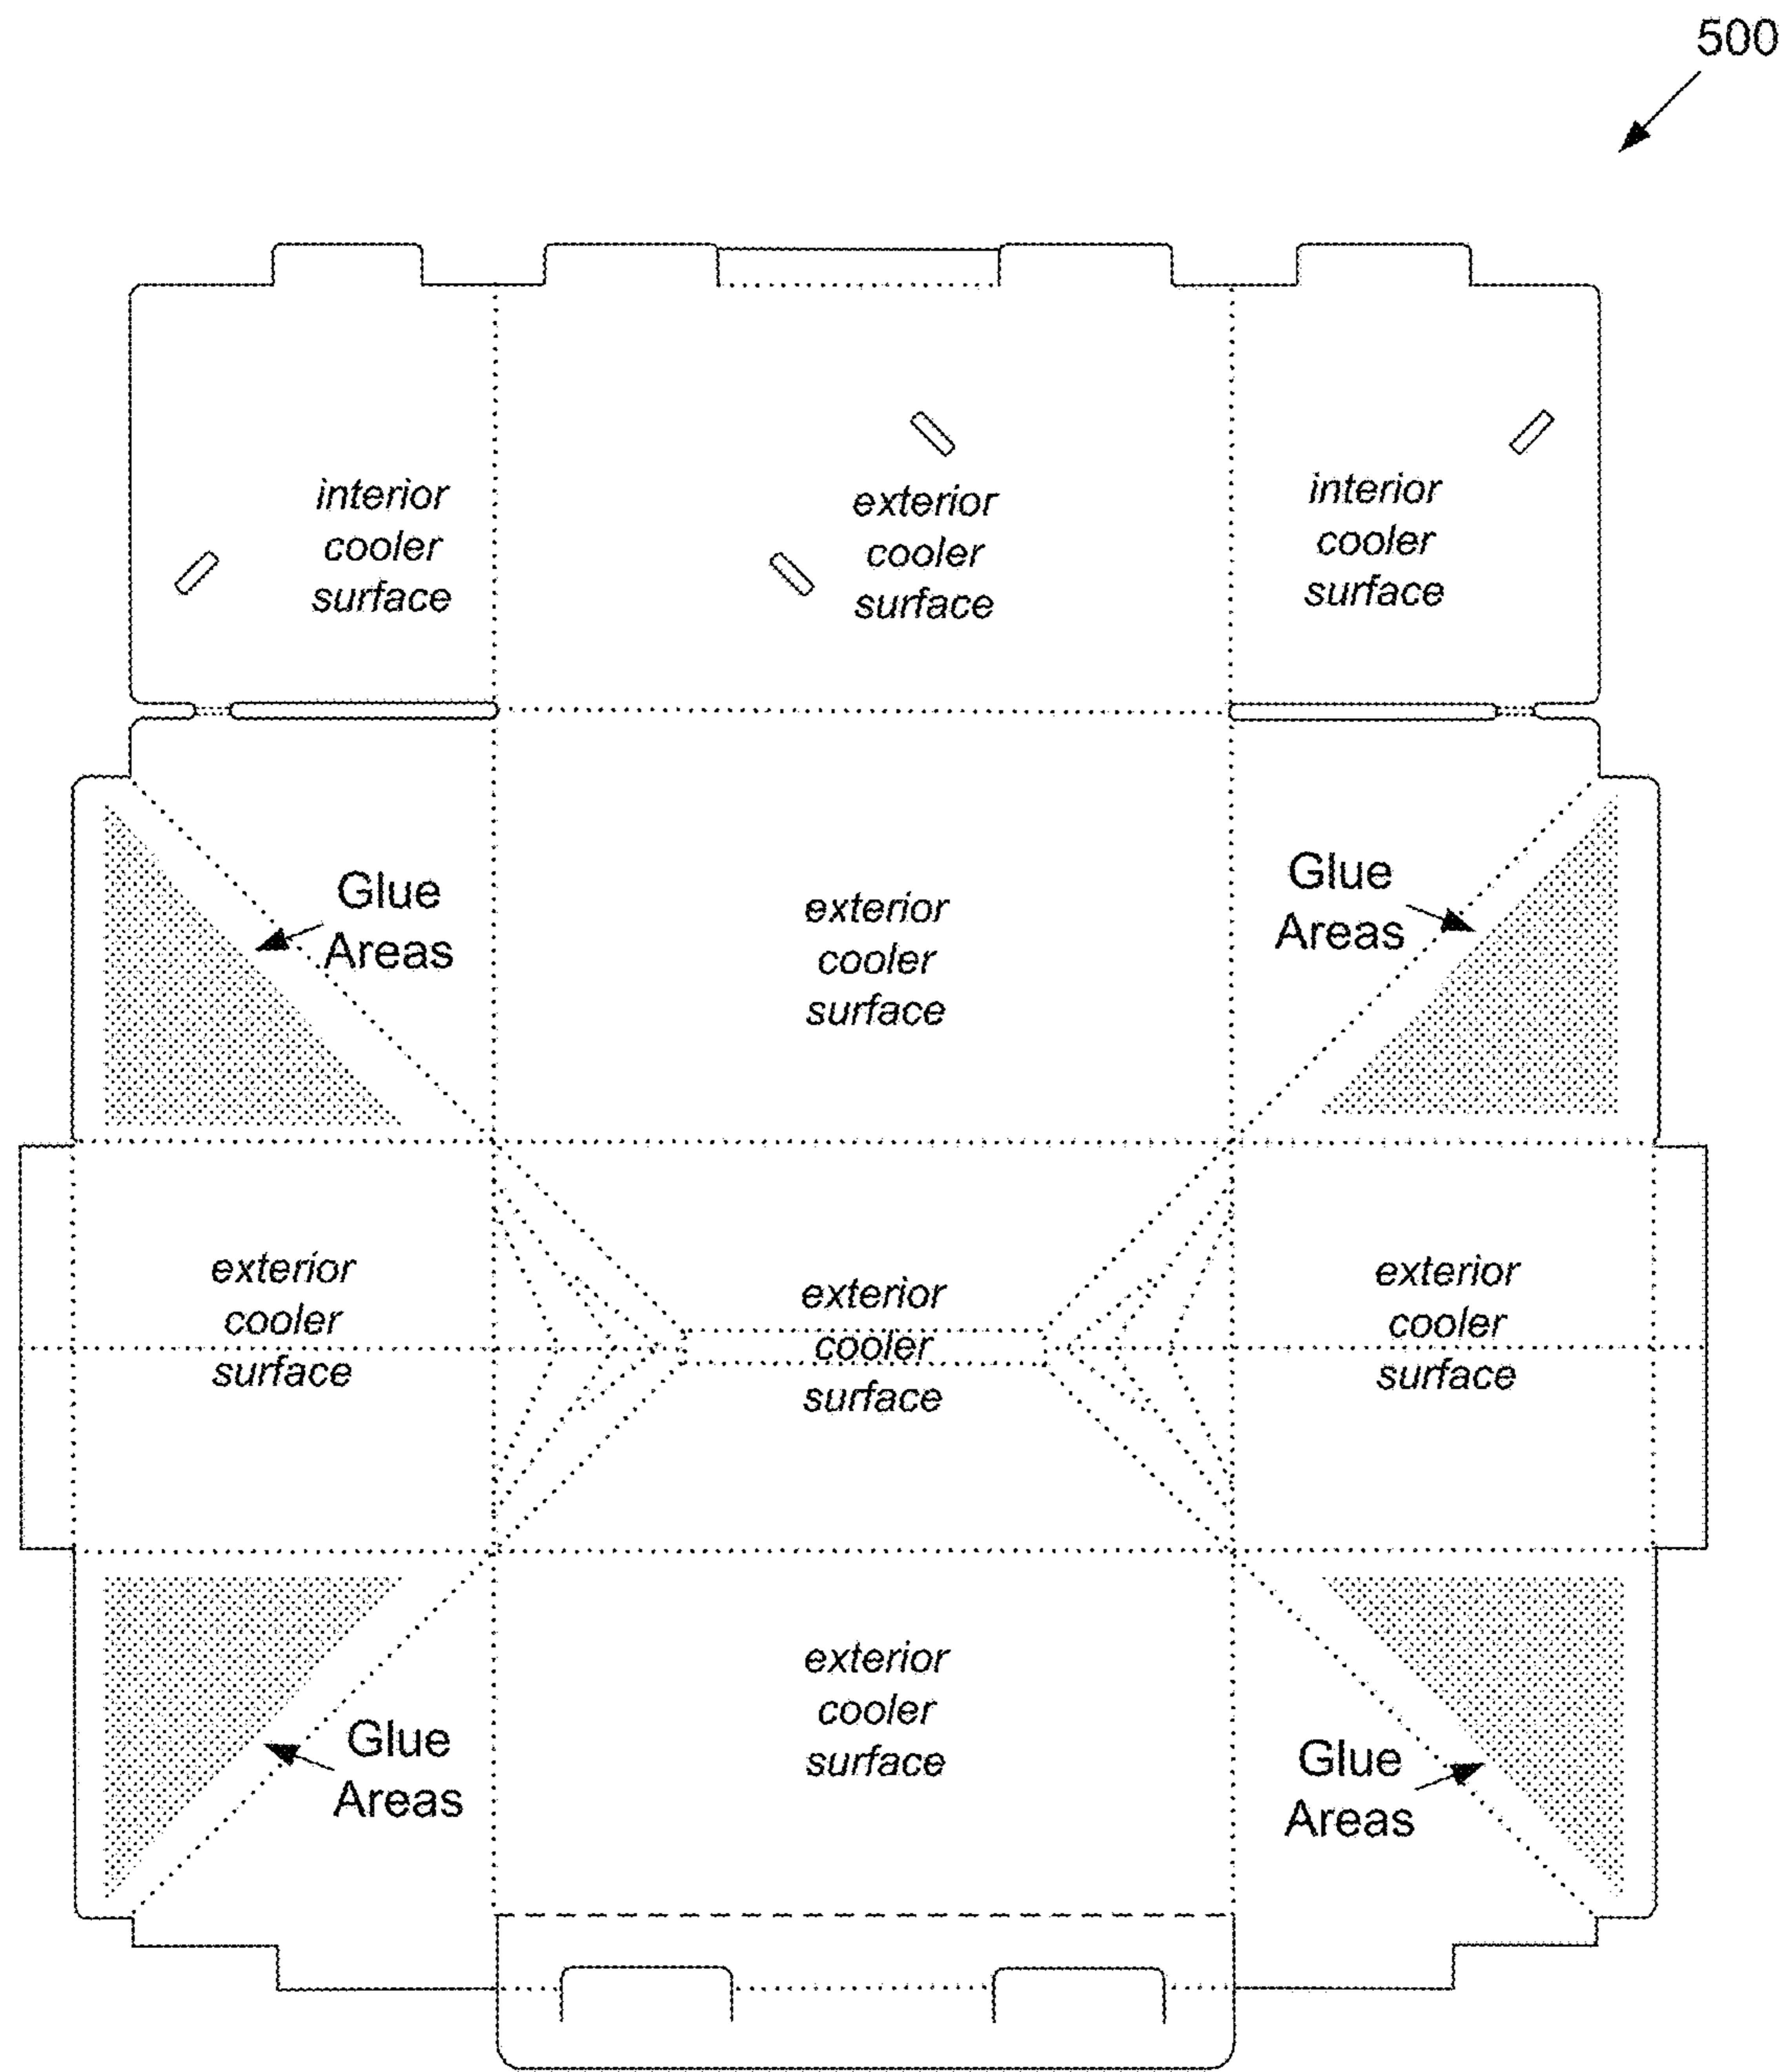 500
interior
cooler
surface
exterior
cooler
surface
interior
cooler
surface
Glue
Areas
exterior
cooler
surface
Glue
Areas
exterior
cooler
surface
exterior
cooler
surface
exterior
cooler
surface
Glue
Areas
exterior
cooler
surface
Glue
Areas